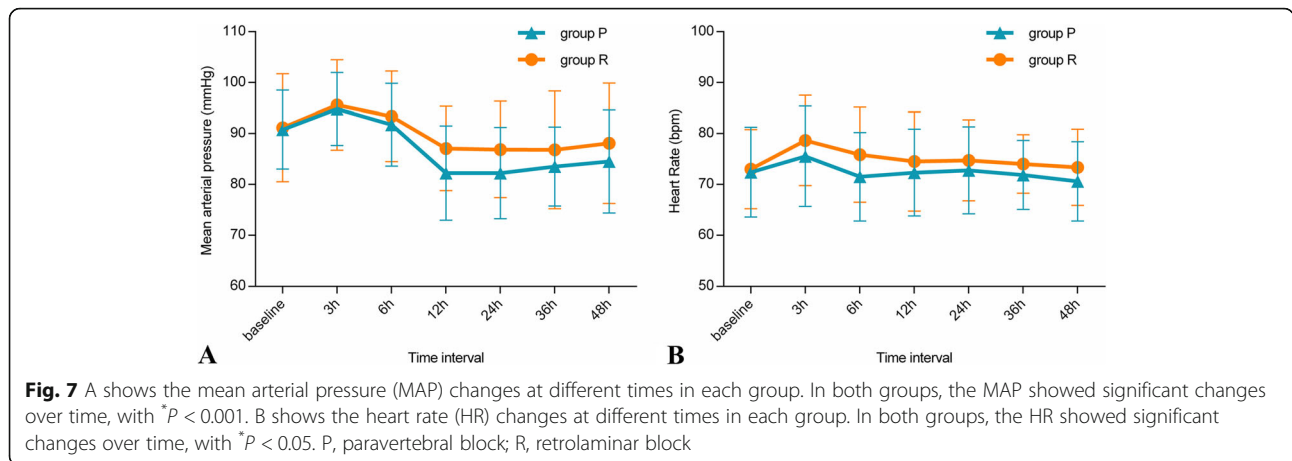 110
100
90
80
70
60
Mean arterial pressure (mmHg)
group P
group R
baseline
3h
6h
12h
24h
36h
48h
A
Time interval
100
90
80
70
60
50
Heart Rate (bpm)
group P
group R
baseline
3h
6h
12h
24h
36h
48h
B
Time interval
Fig. 7 A shows the mean arterial pressure (MAP) changes at different times in each group. In both groups, the MAP showed significant changes
over time, with *P < 0.001. B shows the heart rate (HR) changes at different times in each group. In both groups, the HR showed significant
changes over time, with *P < 0.05. P, paravertebral block; R, retrolaminar block